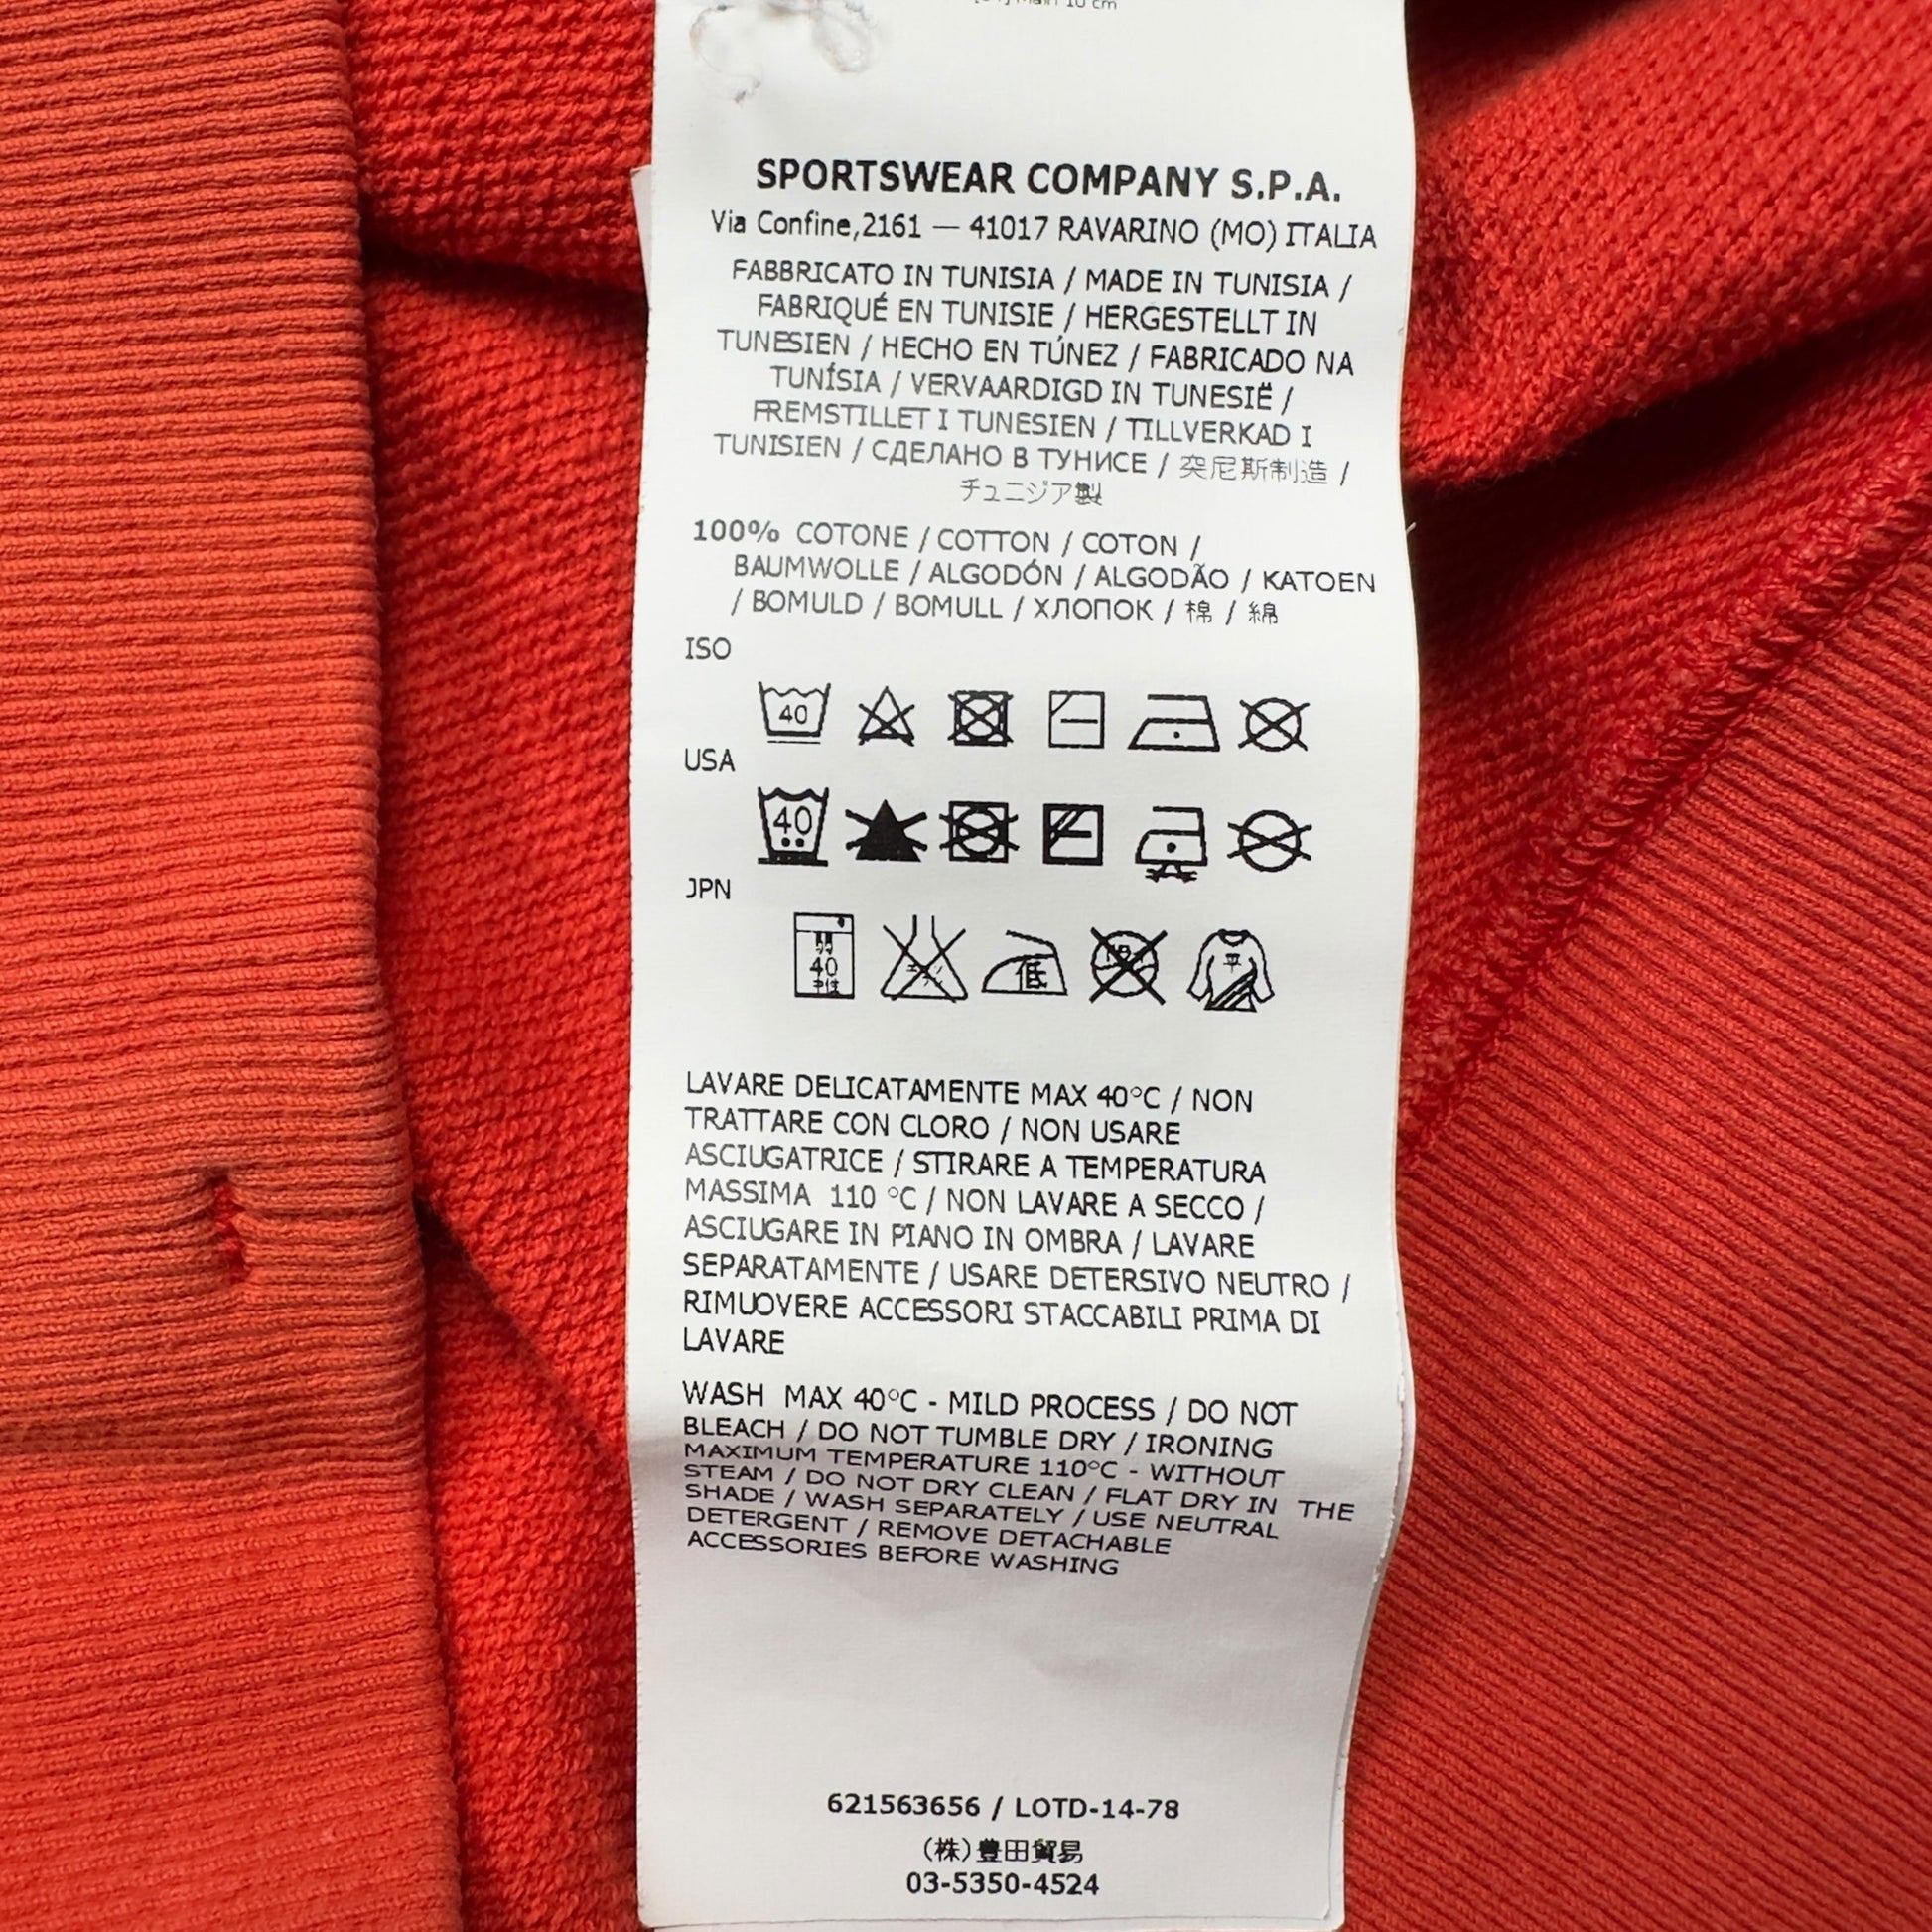 10 cm
SPORTSWEAR COMPANY S.P.A.
Via Confine,2161 — 41017 RAVARINO (MO) ITALIA
FABBRICATO IN TUNISIA / MADE IN TUNISIA /
FABRIQUÉ EN TUNISIE / HERGESTELLT IN
TUNESIEN / HECHO EN TÚNEZ / FABRICADO NA
TUNÍSIA / VERVAARDIGD IN TUNESIË /
FREMSTILLET I TUNESIEN / TILLVERKAD I
TUNISIEN / СДЕЛАНО В ТУНИСЕ / 突尼斯制造 /
チュニジア製
100% COTONE / COTTON / COTON /
BAUMWOLLE / ALGODÓN / ALGODÃO / KATOEN
/ BOMULD / BOMULL / ХЛОПОК / 棉 / 綿
ISO
40
USA
40
JPN
40 中性 低 平
LAVARE DELICATAMENTE MAX 40°C / NON
TRATTARE CON CLORO / NON USARE
ASCIUGATRICE / STIRARE A TEMPERATURA
MASSIMA 110 °C / NON LAVARE A SECCO /
ASCIUGARE IN PIANO IN OMBRA / LAVARE
SEPARATAMENTE / USARE DETERSIVO NEUTRO /
RIMUOVERE ACCESSORI STACCABILI PRIMA DI
LAVARE
WASH MAX 40°C - MILD PROCESS / DO NOT
BLEACH / DO NOT TUMBLE DRY / IRONING
MAXIMUM TEMPERATURE 110°C - WITHOUT
STEAM / DO NOT DRY CLEAN / FLAT DRY IN THE
SHADE / WASH SEPARATELY / USE NEUTRAL
DETERGENT / REMOVE DETACHABLE
ACCESSORIES BEFORE WASHING
621563656 / LOTD-14-78
(株)豊田貿易
03-5350-4524